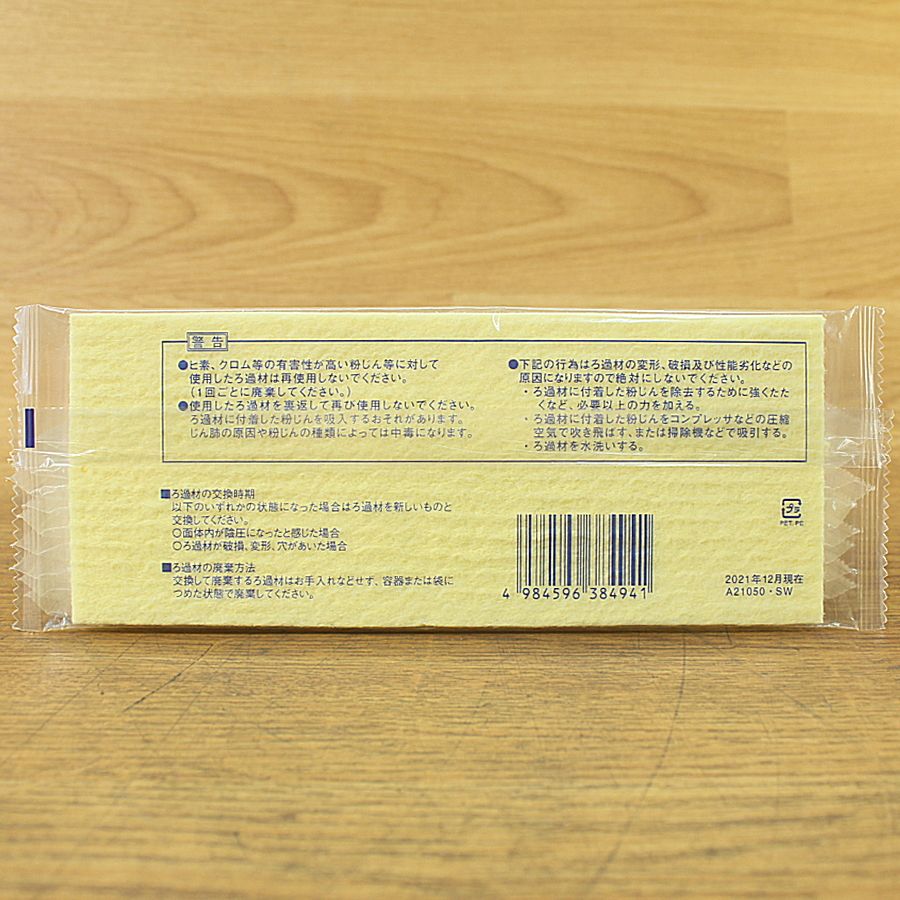 警告
●ヒ素、クロム等の有害性が高い粉じん等に対して
使用したろ過材は再使用しないでください。
（1回ごとに廃棄してください。）
●使用したろ過材を裏返して再び使用しないでください。
ろ過材に付着した粉じんを吸入するおそれがあります。
じん肺の原因や粉じんの種類によっては中毒になります。
●下記の行為はろ過材の変形、破損及び性能劣化などの
原因になりますので絶対にしないでください。
・ろ過材に付着した粉じんを除去するために強くたた
くなど、必要以上の力を加える。
・ろ過材に付着した粉じんをコンプレッサなどの圧縮
空気で吹き飛ばす、または掃除機などで吸引する。
・ろ過材を水洗いする。
■ろ過材の交換時期
以下のいずれかの状態になった場合はろ過材を新しいものと
交換してください。
○面体内が陰圧になったと感じた場合
○ろ過材が破損、変形、穴があいた場合
■ろ過材の廃棄方法
交換して廃棄するろ過材はお手入れなどせず、容器または袋に
つめた状態で廃棄してください。
4 984596 384941
プラ
PET・PE
2021年12月現在
A21050・SW